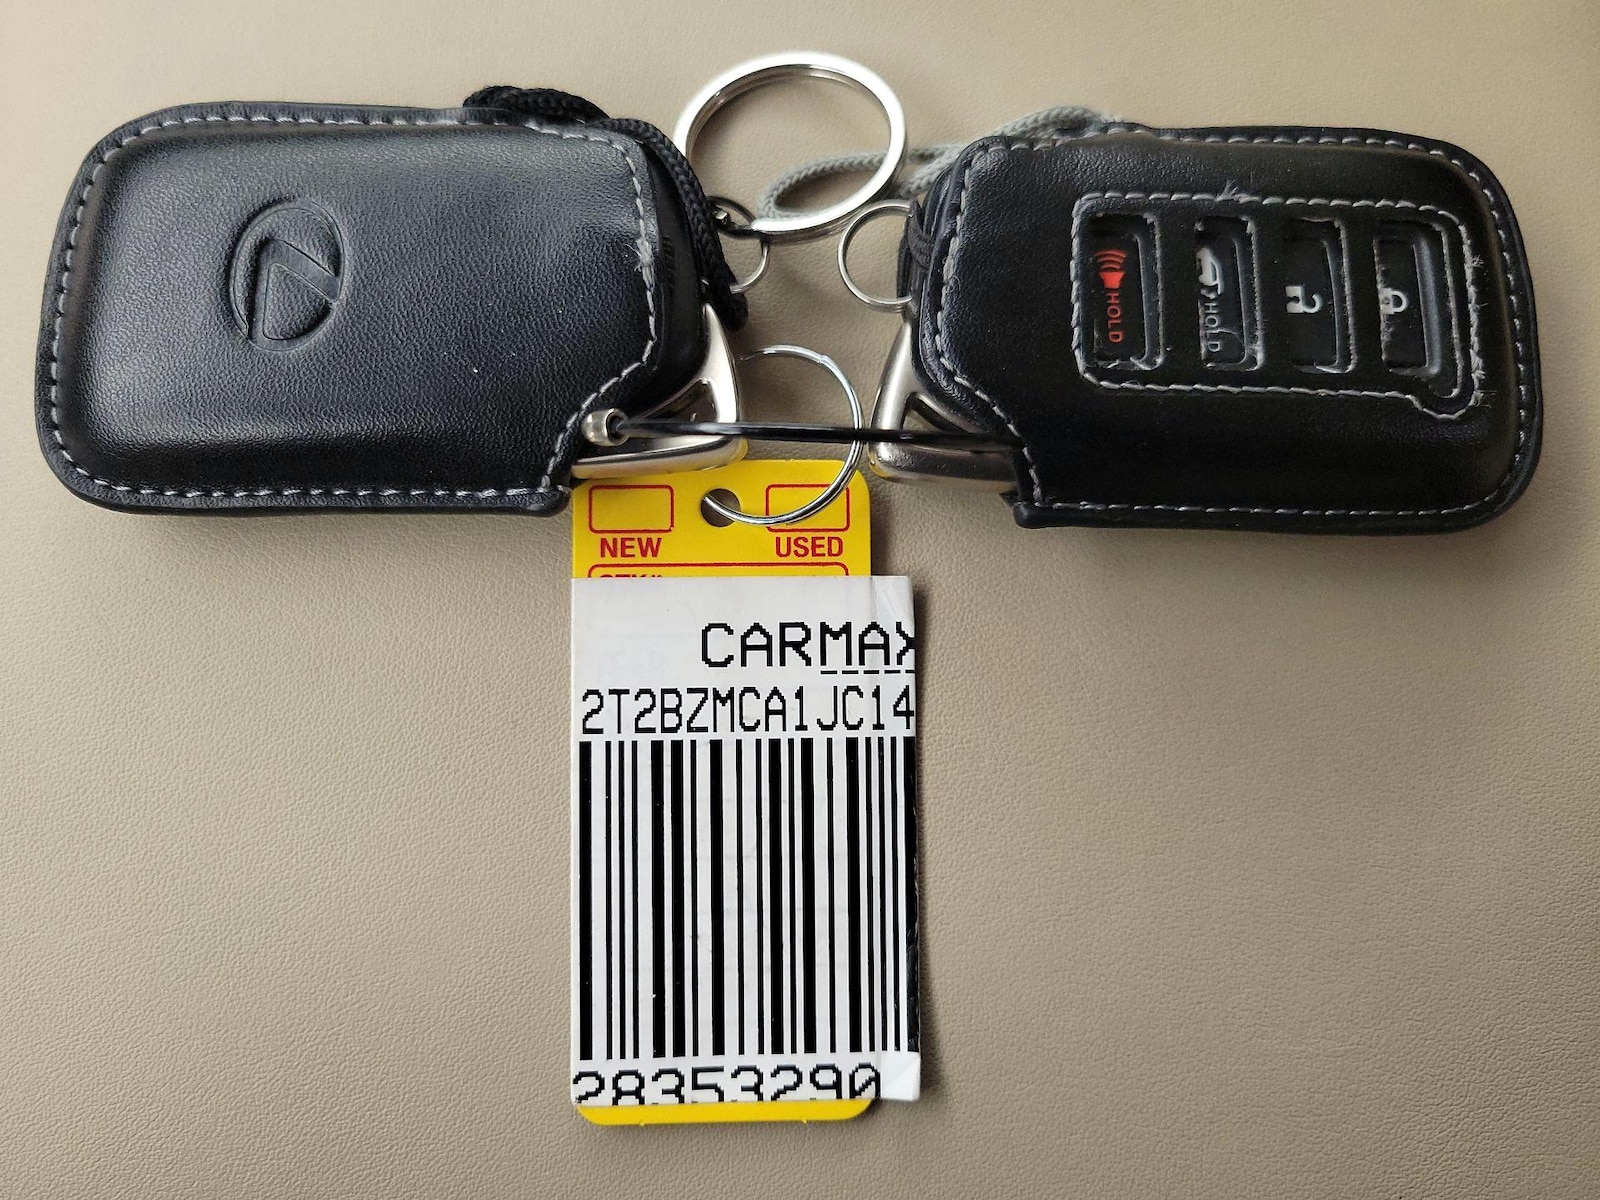 HOLD
HOLD
NEW USED
CARMAX
2T2BZMCA1JC14
28353290